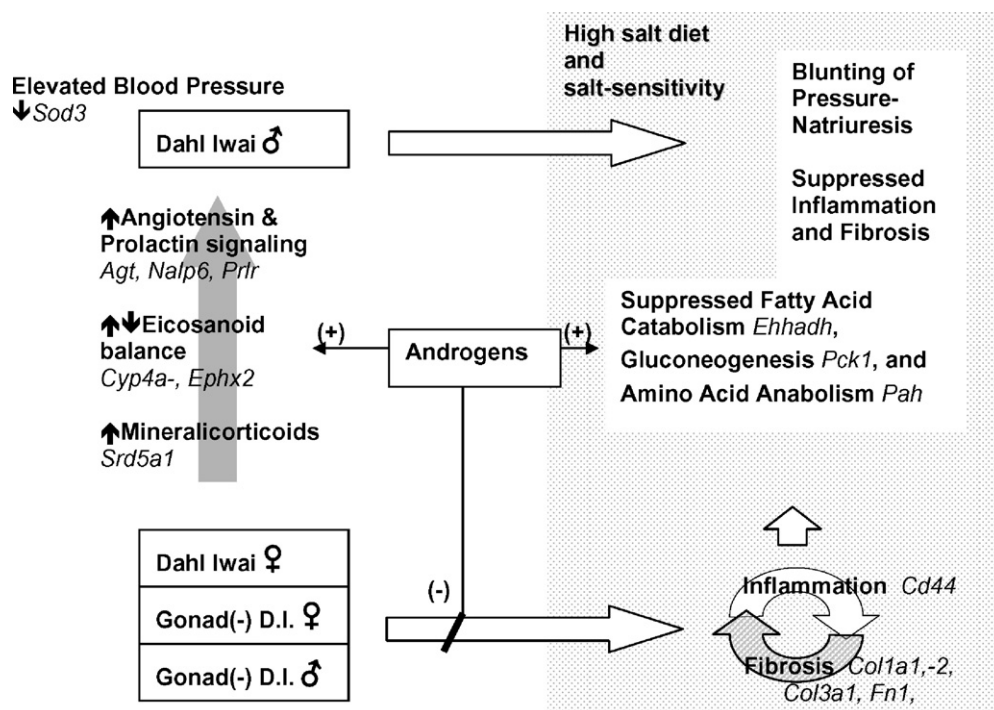 High salt diet
and
salt-sensitivity
Elevated Blood Pressure
↓Sod3
Dahl Iwai ♂
Blunting of
Pressure-
Natriuresis
Suppressed
Inflammation
and Fibrosis
↑Angiotensin &
Prolactin signaling
Agt, Nalp6, Prlr
↑↓Eicosanoid
balance
Cyp4a-, Ephx2
↑Mineralicorticoids
Srd5a1
(+)
Androgens
(+)
Suppressed Fatty Acid
Catabolism Ehhadh,
Gluconeogenesis Pck1, and
Amino Acid Anabolism Pah
Dahl Iwai ♀
Gonad(-) D.I. ♀
Gonad(-) D.I. ♂
(-)
Inflammation Cd44
Fibrosis Col1a1,-2,
Col3a1, Fn1,